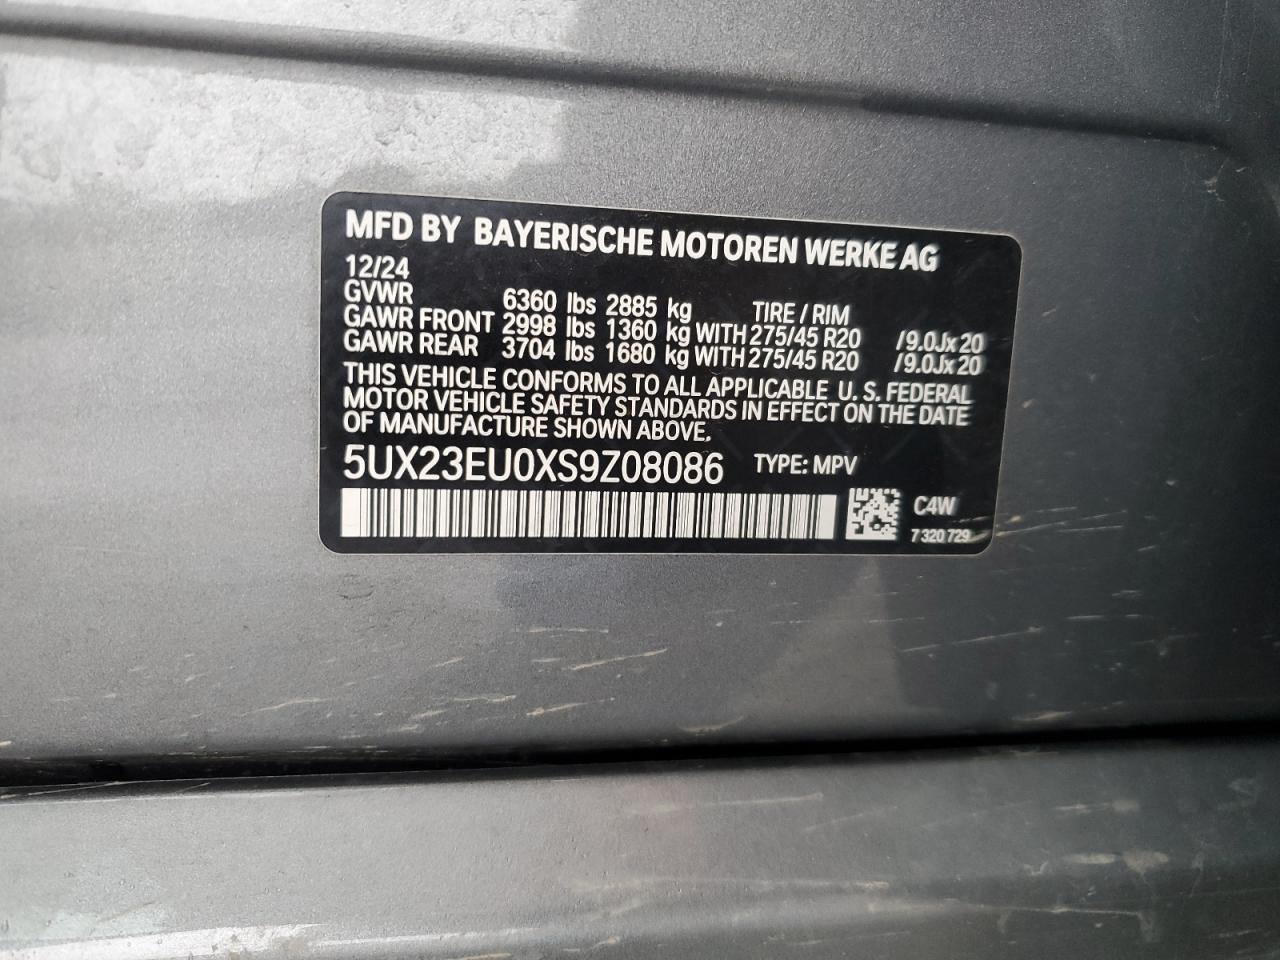 MFD BY BAYERISCHE MOTOREN WERKE AG
12/24
GVWR 6360 lbs 2885 kg TIRE / RIM
GAWR FRONT 2998 lbs 1360 kg WITH 275/45 R20 /9.0Jx20
GAWR REAR 3704 lbs 1680 kg WITH 275/45 R20 /9.0Jx20
THIS VEHICLE CONFORMS TO ALL APPLICABLE U. S. FEDERAL
MOTOR VEHICLE SAFETY STANDARDS IN EFFECT ON THE DATE
OF MANUFACTURE SHOWN ABOVE.
5UX23EU0XS9Z08086 TYPE: MPV
C4W
7 320 729